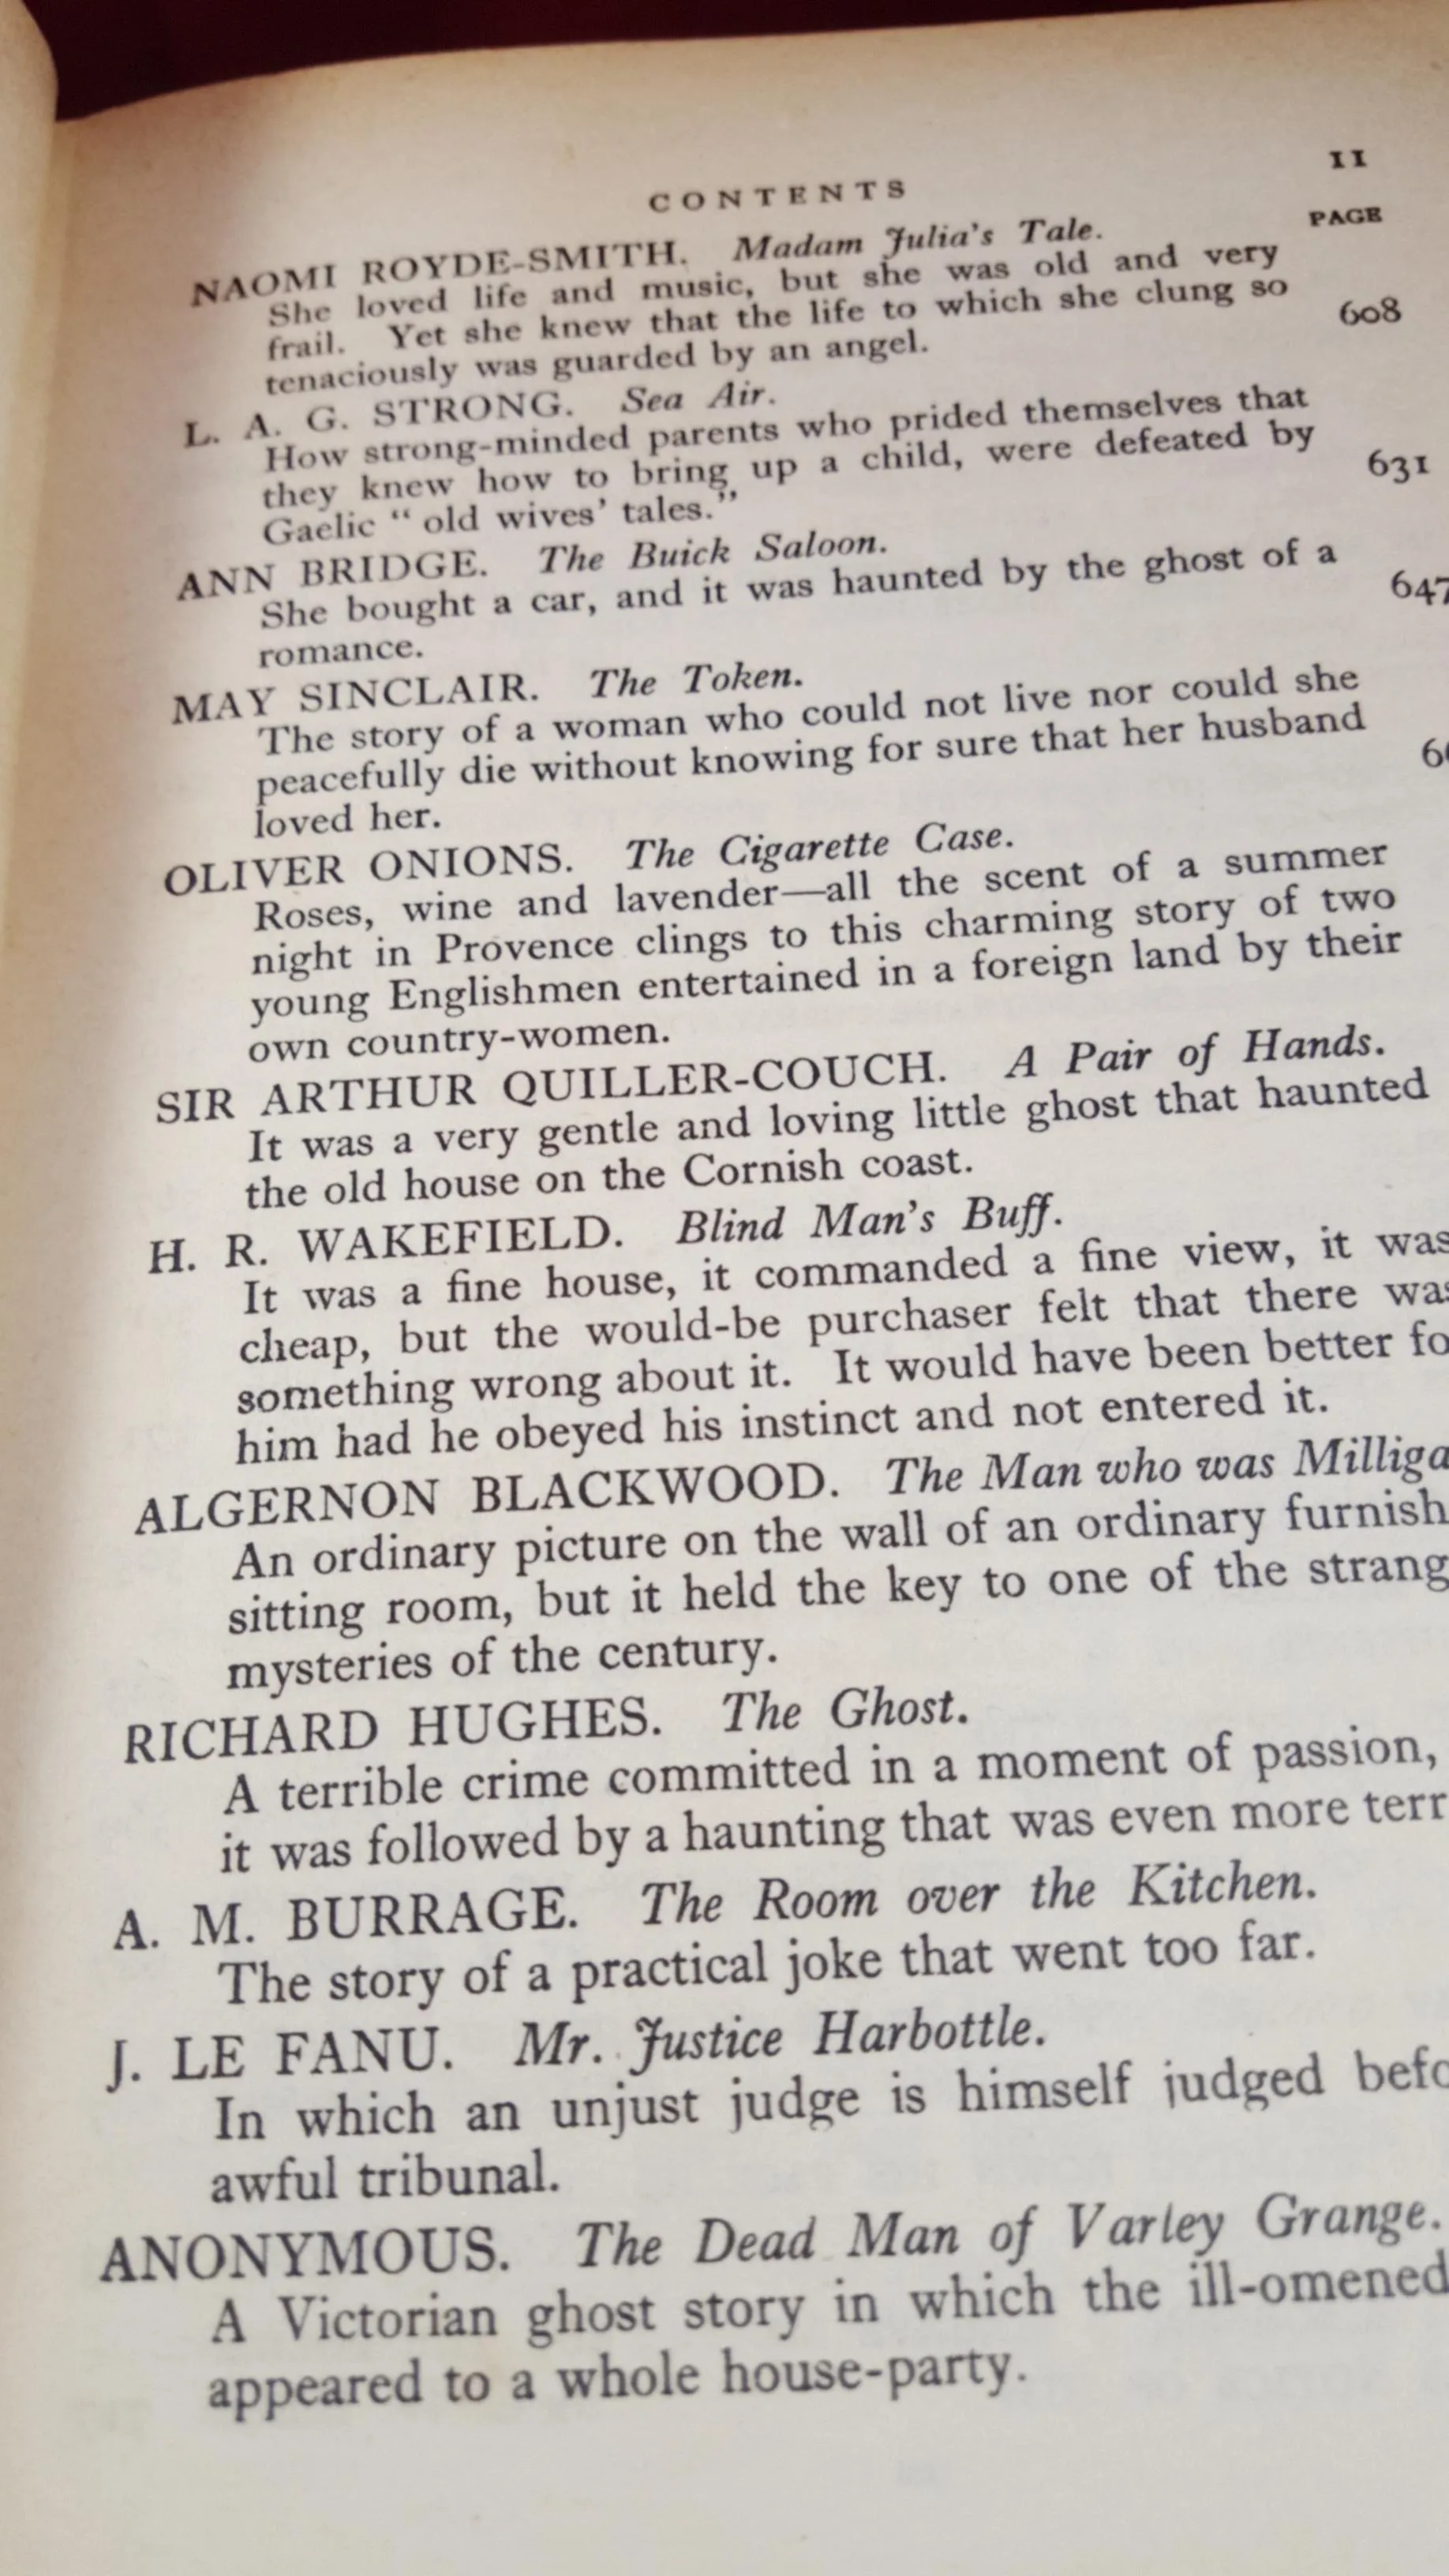 CONTENTS 11
PAGE
NAOMI ROYDE-SMITH. Madam Julia's Tale.
She loved life and music, but she was old and very
frail. Yet she knew that the life to which she clung so
tenaciously was guarded by an angel. 608
L. A. G. STRONG. Sea Air.
How strong-minded parents who prided themselves that
they knew how to bring up a child, were defeated by
Gaelic “ old wives’ tales.” 631
ANN BRIDGE. The Buick Saloon.
She bought a car, and it was haunted by the ghost of a
romance. 647
MAY SINCLAIR. The Token.
The story of a woman who could not live nor could she
peacefully die without knowing for sure that her husband
loved her.
OLIVER ONIONS. The Cigarette Case.
Roses, wine and lavender—all the scent of a summer
night in Provence clings to this charming story of two
young Englishmen entertained in a foreign land by their
own country-women.
SIR ARTHUR QUILLER-COUCH. A Pair of Hands.
It was a very gentle and loving little ghost that haunted
the old house on the Cornish coast.
H. R. WAKEFIELD. Blind Man's Buff.
It was a fine house, it commanded a fine view, it was
cheap, but the would-be purchaser felt that there was
something wrong about it. It would have been better fo
him had he obeyed his instinct and not entered it.
ALGERNON BLACKWOOD. The Man who was Milliga
An ordinary picture on the wall of an ordinary furnish
sitting room, but it held the key to one of the strang
mysteries of the century.
RICHARD HUGHES. The Ghost.
A terrible crime committed in a moment of passion,
it was followed by a haunting that was even more terr
A. M. BURRAGE. The Room over the Kitchen.
The story of a practical joke that went too far.
J. LE FANU. Mr. Justice Harbottle.
In which an unjust judge is himself judged befo
awful tribunal.
ANONYMOUS. The Dead Man of Varley Grange.
A Victorian ghost story in which the ill-omened
appeared to a whole house-party.